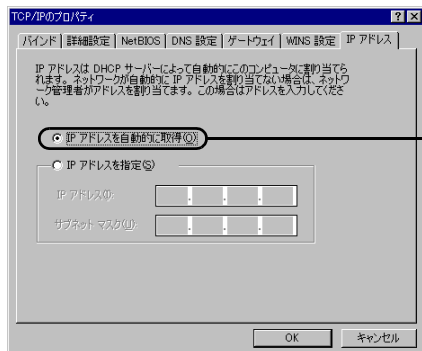 TCP/IPのプロパティ
バインド 詳細設定 NetBIOS DNS 設定 ゲートウェイ WINS 設定 IP アドレス
IP アドレスは DHCP サーバーによって自動的にこのコンピュータに割り当てら
れます。ネットワークが自動的に IP アドレスを割り当てない場合は、ネットワ
ーク管理者がアドレスを割り当てます。この場合はアドレスを入力してくださ
い。
IP アドレスを自動的に取得(O)
IP アドレスを指定(S)
IP アドレス(I):
サブネット マスク(U):
OK キャンセル